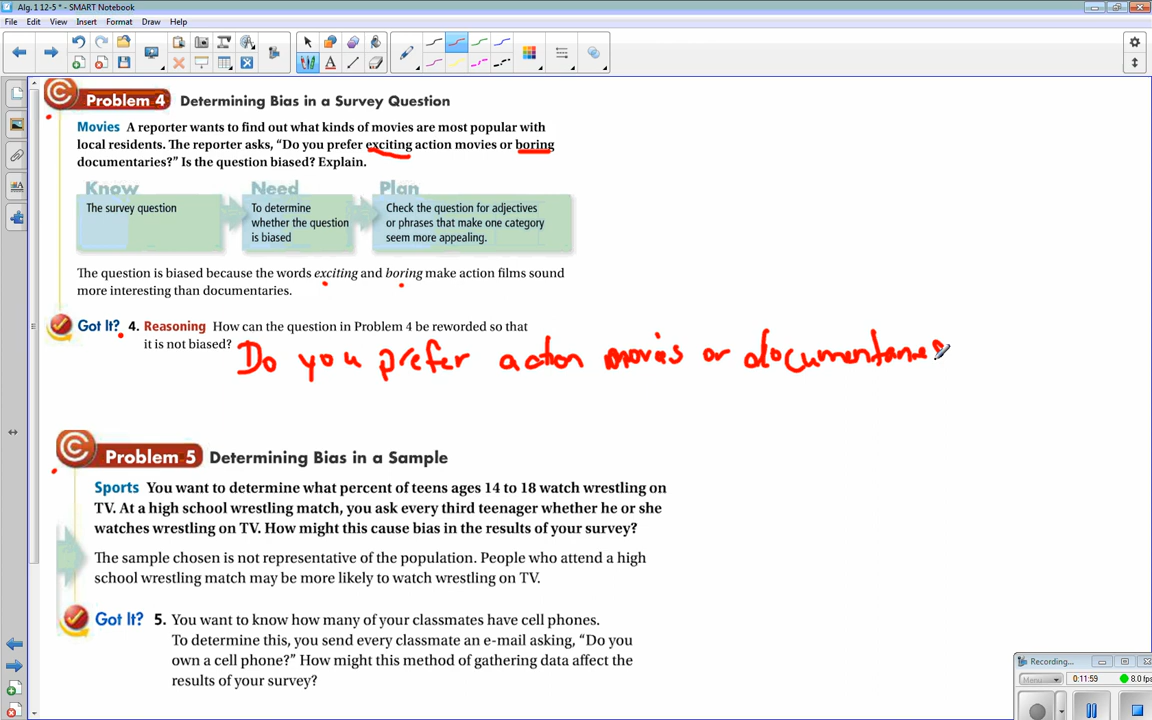 Alg.1 12-5 * - SMART Notebook
File Edit View Insert Format Draw Help
Problem 4 Determining Bias in a Survey Question
Movies A reporter wants to find out what kinds of movies are most popular with
local residents. The reporter asks, “Do you prefer exciting action movies or boring
documentaries?” Is the question biased? Explain.
Know Need Plan
The survey question
To determine
whether the question
is biased
Check the question for adjectives
or phrases that make one category
seem more appealing.
The question is biased because the words exciting and boring make action films sound
more interesting than documentaries.
Got It? 4. Reasoning How can the question in Problem 4 be reworded so that
it is not biased?
Do you prefer action movies or documentaries
Problem 5 Determining Bias in a Sample
Sports You want to determine what percent of teens ages 14 to 18 watch wrestling on
TV. At a high school wrestling match, you ask every third teenager whether he or she
watches wrestling on TV. How might this cause bias in the results of your survey?
The sample chosen is not representative of the population. People who attend a high
school wrestling match may be more likely to watch wrestling on TV.
Got It? 5. You want to know how many of your classmates have cell phones.
To determine this, you send every classmate an e-mail asking, “Do you
own a cell phone?” How might this method of gathering data affect the
results of your survey?
Recording...
Menu 0:11:59 8.0 fps